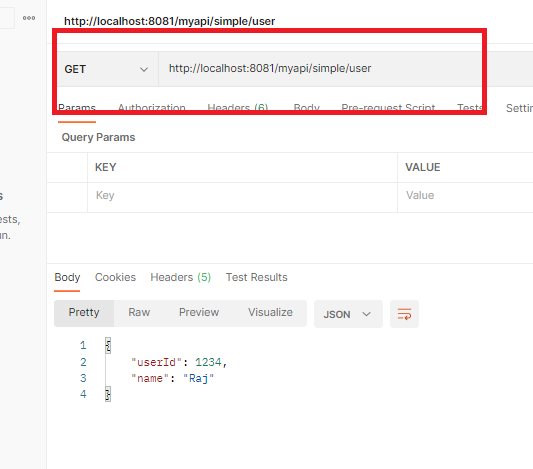 http://localhost:8081/myapi/simple/user
GET http://localhost:8081/myapi/simple/user
Params Authorization Headers (6) Body Pre-request Script Tests
Query Params
KEY VALUE
Key Value
Body Cookies Headers (5) Test Results
Pretty Raw Preview Visualize JSON
1 {
2 "userId": 1234,
3 "name": "Raj"
4 }